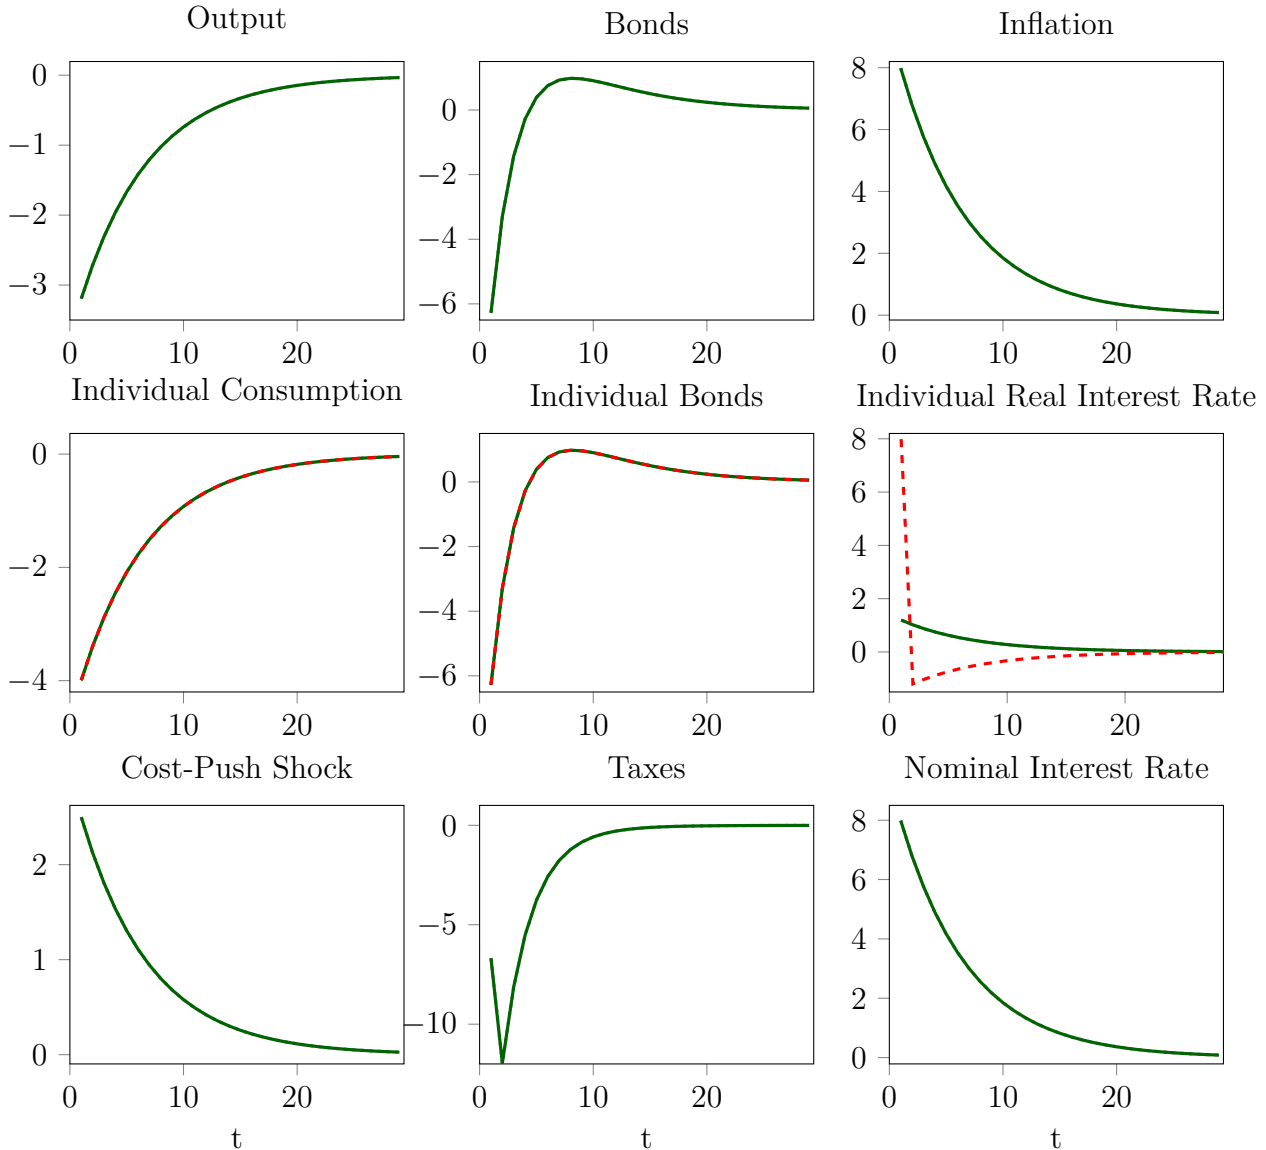 Output
Bonds
Inflation
0
−1
−2
−3
0 10 20
0
−2
−4
−6
0 10 20
8
6
4
2
0
0 10 20
Individual Consumption
Individual Bonds
Individual Real Interest Rate
0
−2
−4
0 10 20
0
−2
−4
−6
0 10 20
8
6
4
2
0
0 10 20
Cost-Push Shock
Taxes
Nominal Interest Rate
2
1
0
0 10 20
t
0
−5
−10
0 10 20
t
8
6
4
2
0
0 10 20
t